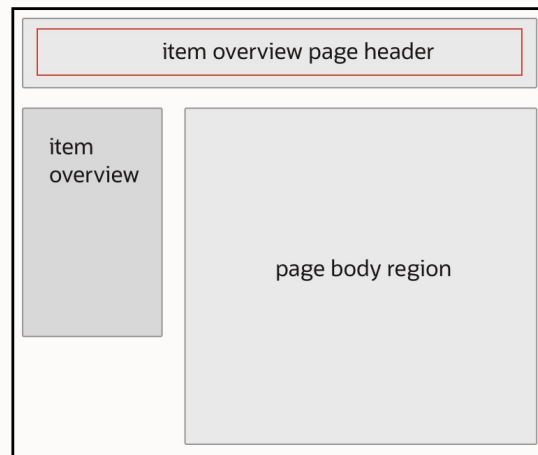 item overview page header
item
overview
page body region